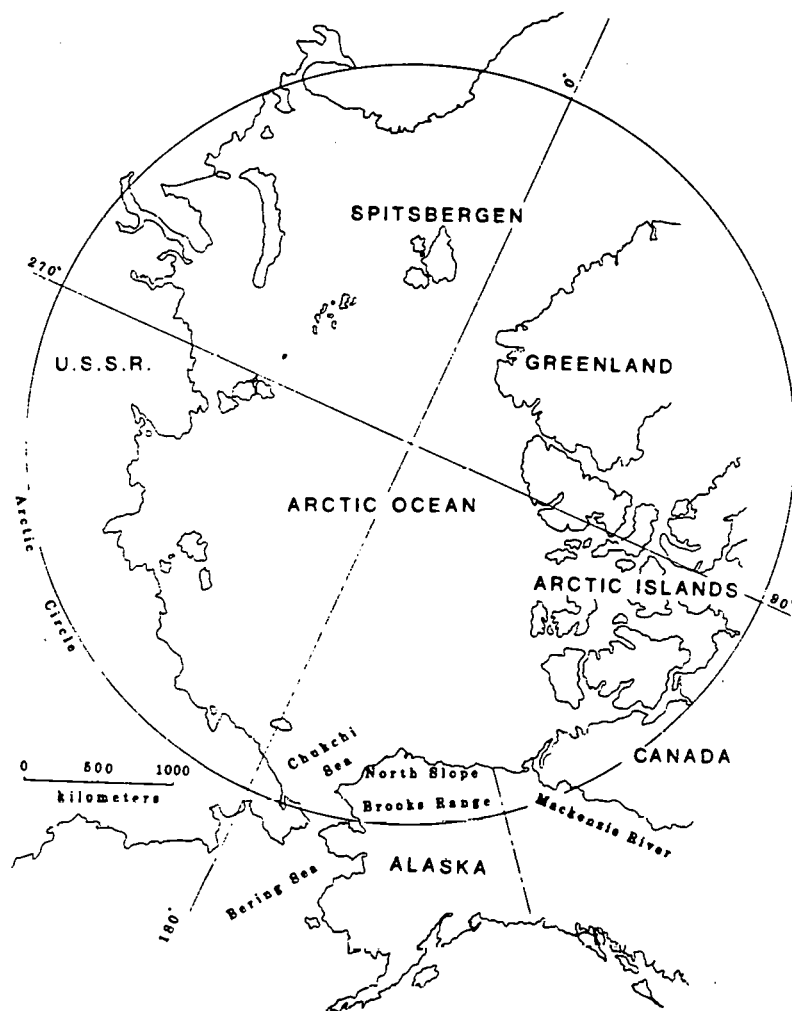 0°
SPITSBERGEN
270°
U.S.S.R.
GREENLAND
ARCTIC OCEAN
Arctic
Circle
ARCTIC ISLANDS
90°
Chukchi
Sea
0 500 1000
kilometers
North Slope
Brooks Range
CANADA
Mackenzie River
ALASKA
Bering Sea
180°